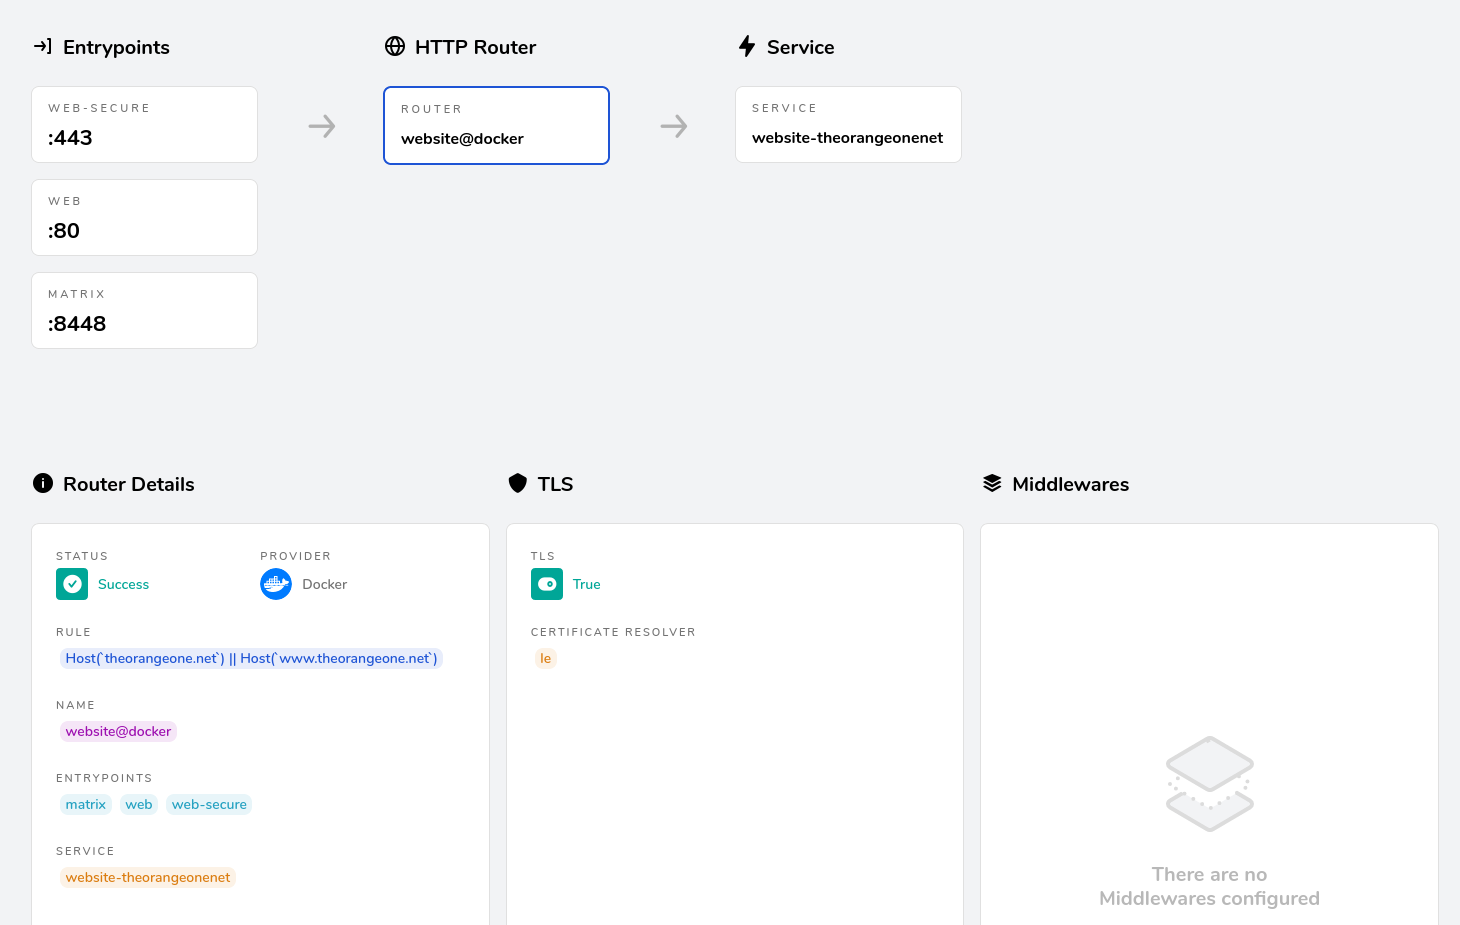 Entrypoints
HTTP Router
Service
WEB-SECURE
:443
ROUTER
website@docker
SERVICE
website-theorangeonenet
WEB
:80
MATRIX
:8448
Router Details
TLS
Middlewares
STATUS
Success
PROVIDER
Docker
RULE
Host(`theorangeone.net`) || Host(`www.theorangeone.net`)
NAME
website@docker
ENTRYPOINTS
matrix web web-secure
SERVICE
website-theorangeonenet
TLS
True
CERTIFICATE RESOLVER
le
There are no
Middlewares configured